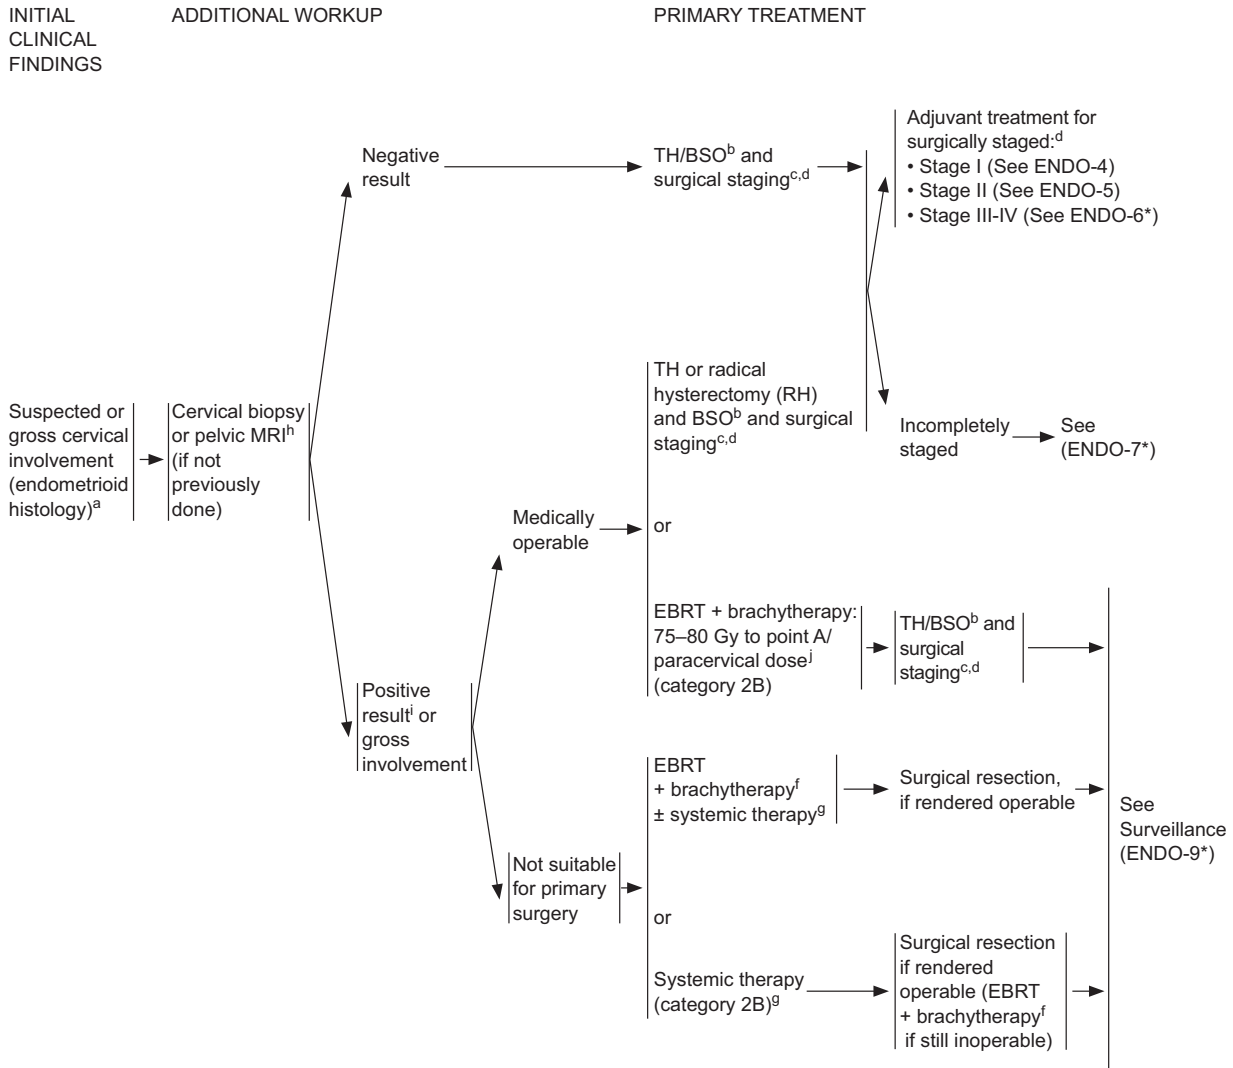 INITIAL
CLINICAL
FINDINGS
ADDITIONAL WORKUP
PRIMARY TREATMENT
Suspected or
gross cervical
involvement
(endometrioid
histology)a
Cervical biopsy
or pelvic MRIh
(if not
previously
done)
Negative
result
TH/BSOb and
surgical stagingc,d
Adjuvant treatment for
surgically staged:d
• Stage I (See ENDO-4)
• Stage II (See ENDO-5)
• Stage III-IV (See ENDO-6*)
Incompletely
staged
See
(ENDO-7*)
Positive
resulti or
gross
involvement
Medically
operable
TH or radical
hysterectomy (RH)
and BSOb and surgical
stagingc,d
or
EBRT + brachytherapy:
75–80 Gy to point A/
paracervical dosej
(category 2B)
TH/BSOb and
surgical
stagingc,d
Not suitable
for primary
surgery
EBRT
+ brachytherapyf
± systemic therapyg
Surgical resection,
if rendered operable
or
Systemic therapy
(category 2B)g
Surgical resection
if rendered
operable (EBRT
+ brachytherapyf
if still inoperable)
See
Surveillance
(ENDO-9*)